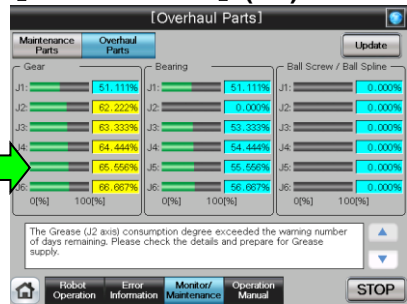 [Overhaul Parts]
Maintenance Parts
Overhaul Parts
Update
Gear
J1: 51.111%
J2: 62.222%
J3: 63.333%
J4: 64.444%
65.556%
J6: 66.667%
0[%] 100[%]
Bearing
J1: 51.111%
J2: 0.000%
J3: 53.333%
J4: 54.444%
J5: 55.556%
J6: 56.667%
0[%] 100[%]
Ball Screw / Ball Spline
J1: 0.000%
J2: 0.000%
J3: 0.000%
J4: 0.000%
J5: 0.000%
J6: 0.000%
0[%] 100[%]
The Grease (J2 axis) consumption degree exceeded the warning number
of days remaining. Please check the details and prepare for Grease
supply.
Robot Operation
Error Information
Monitor/ Maintenance
Operation Manual
STOP